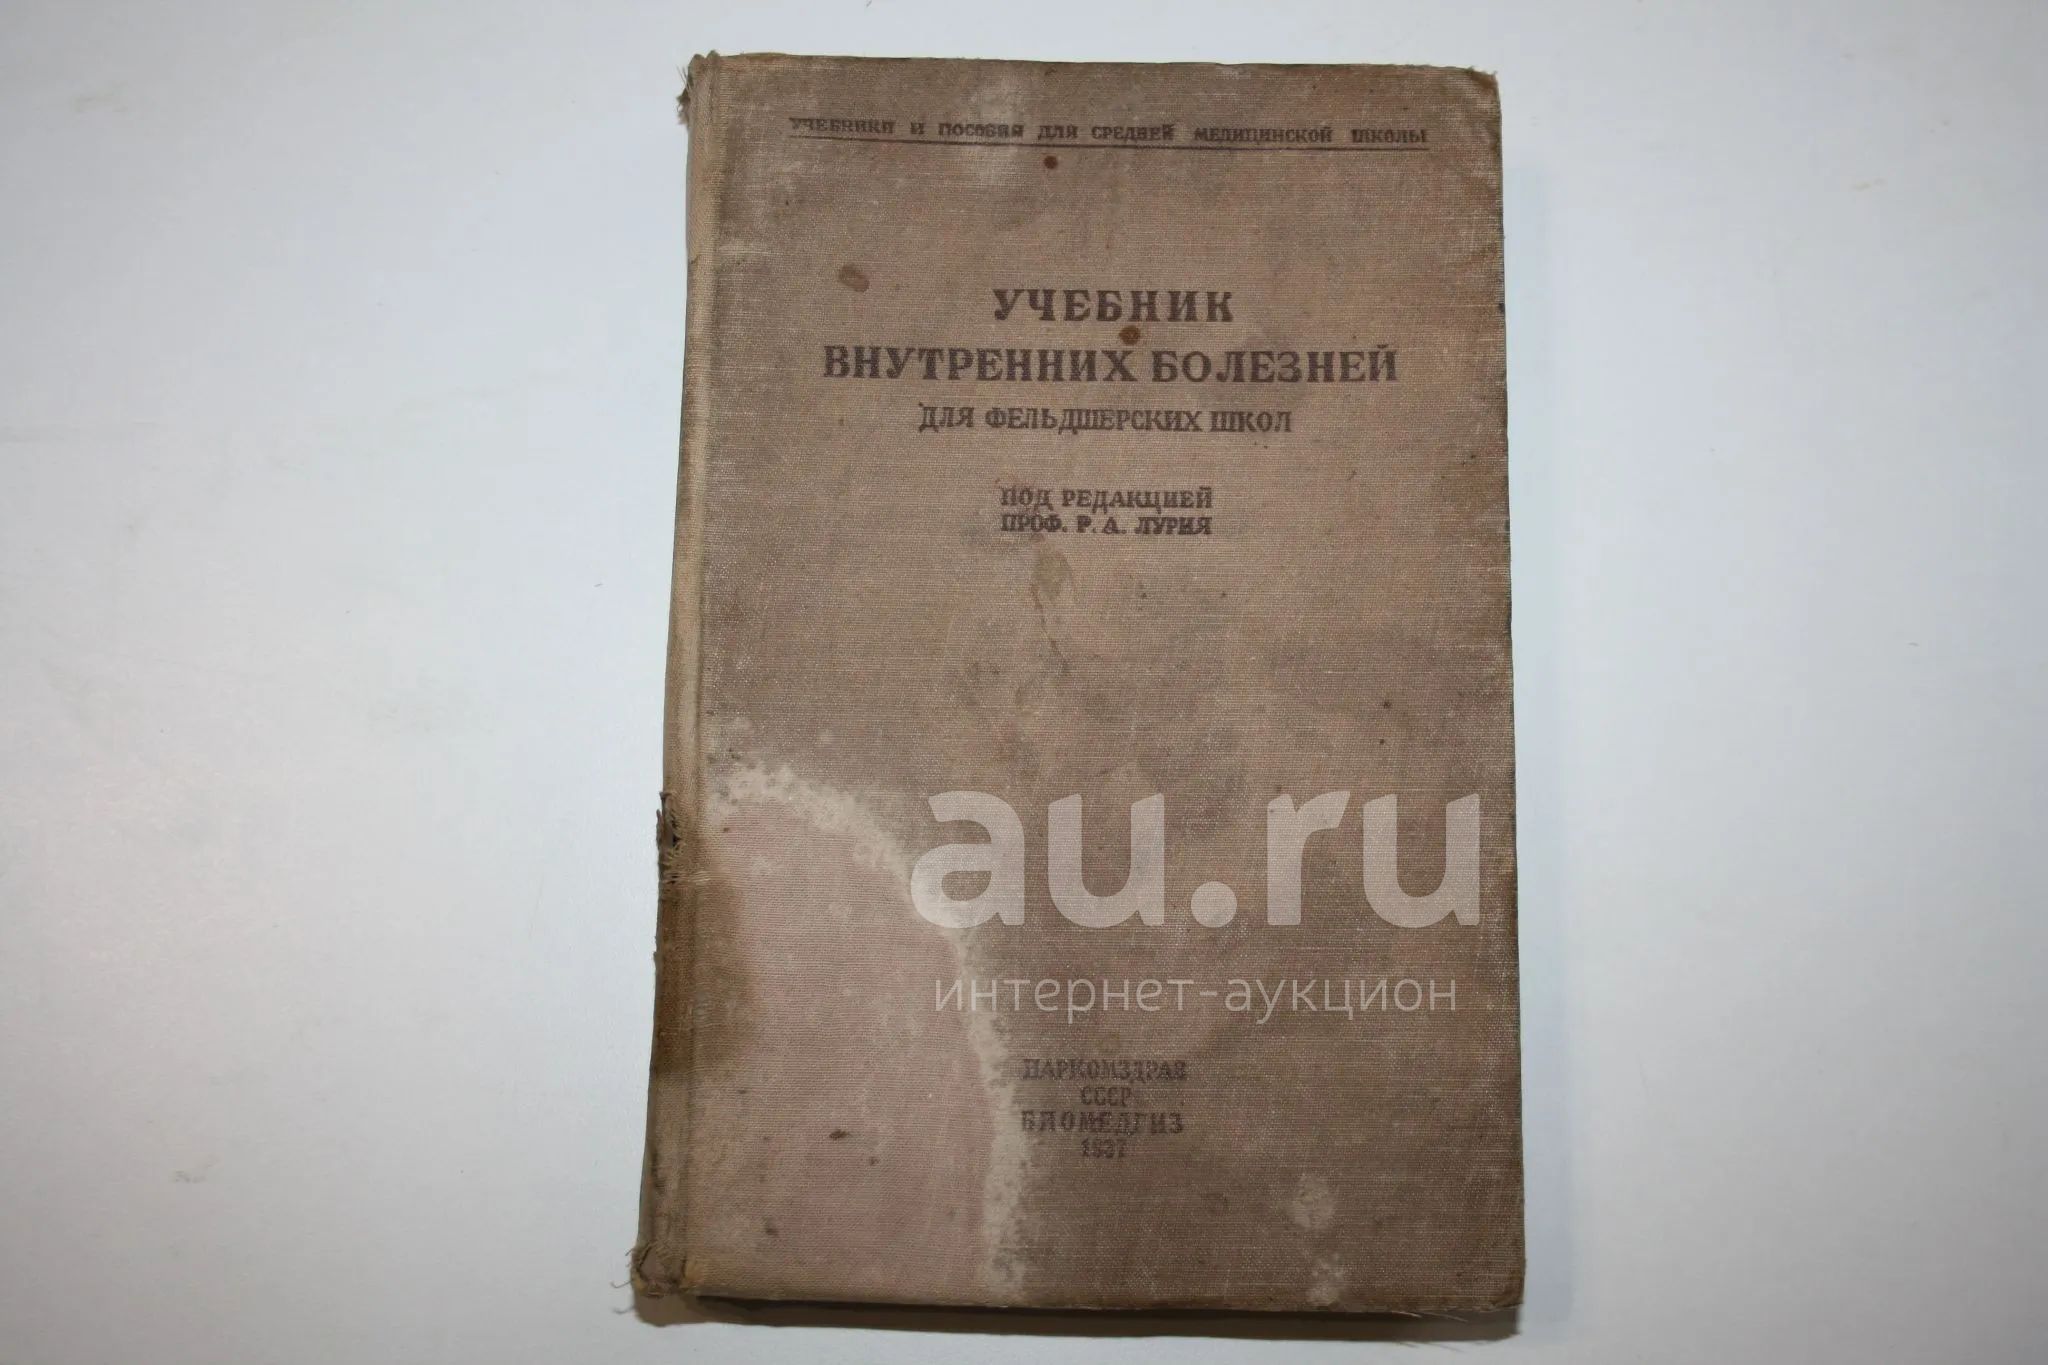 УЧЕБНИКИ И ПОСОБИЯ ДЛЯ СРЕДНЕЙ МЕДИЦИНСКОЙ ШКОЛЫ
УЧЕБНИК
ВНУТРЕННИХ БОЛЕЗНЕЙ
ДЛЯ ФЕЛЬДШЕРСКИХ ШКОЛ
ПОД РЕДАКЦИЕЙ
ПРОФ. Р. А. ЛУРИЯ
au.ru
интернет-аукцион
НАРКОМЗДРАВ
СССР
БИОМЕДГИЗ
1937